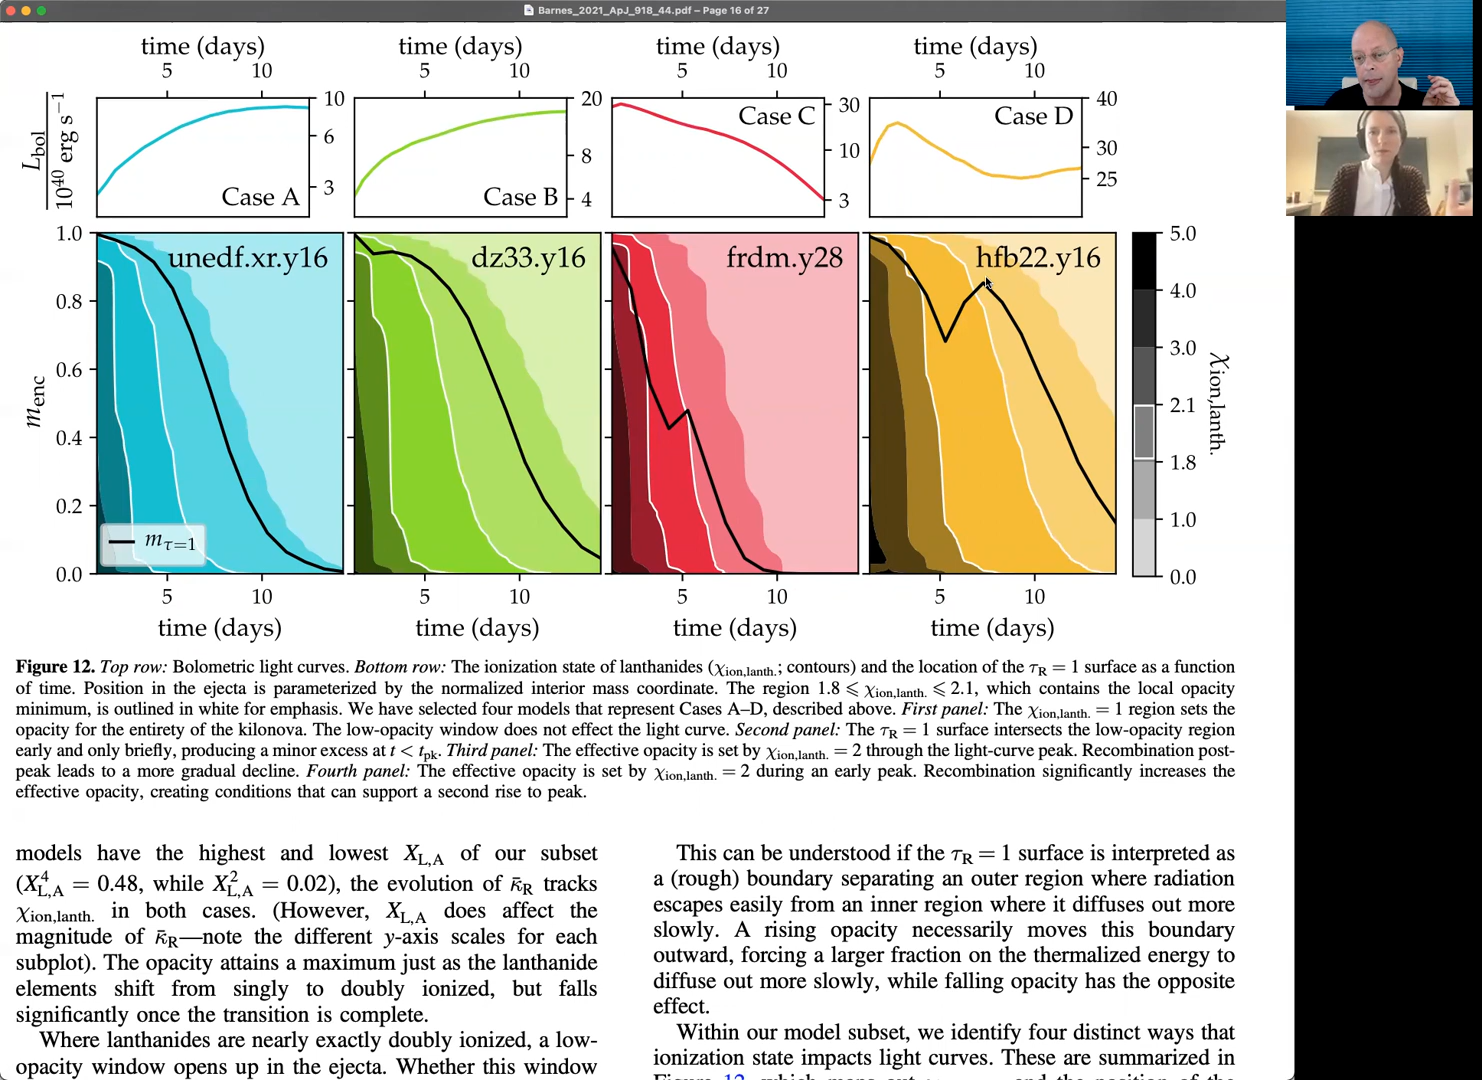 Barnes_2021_ApJ_918_44.pdf – Page 16 of 27
time (days) time (days) time (days) time (days)
5 10 5 10 5 10 5 10
L_bol / 10^40 erg s^−1
10 6 3 Case A
20 8 4 Case B
30 10 3 Case C
40 30 25 Case D
m_enc
1.0 0.8 0.6 0.4 0.2 0.0
unedf.xr.y16 dz33.y16 frdm.y28 hfb22.y16
m_τ=1
5.0 4.0 3.0 2.1 1.8 1.0 0.0
χ_ion,lanth.
5 10 5 10 5 10 5 10
time (days) time (days) time (days) time (days)
Figure 12. Top row: Bolometric light curves. Bottom row: The ionization state of lanthanides (χ_ion,lanth.; contours) and the location of the τ_R = 1 surface as a function
of time. Position in the ejecta is parameterized by the normalized interior mass coordinate. The region 1.8 ⩽ χ_ion,lanth. ⩽ 2.1, which contains the local opacity
minimum, is outlined in white for emphasis. We have selected four models that represent Cases A–D, described above. First panel: The χ_ion,lanth. = 1 region sets the
opacity for the entirety of the kilonova. The low-opacity window does not effect the light curve. Second panel: The τ_R = 1 surface intersects the low-opacity region
early and only briefly, producing a minor excess at t < t_pk. Third panel: The effective opacity is set by χ_ion,lanth. = 2 through the light-curve peak. Recombination post-
peak leads to a more gradual decline. Fourth panel: The effective opacity is set by χ_ion,lanth. = 2 during an early peak. Recombination significantly increases the
effective opacity, creating conditions that can support a second rise to peak.
models have the highest and lowest X_L,A of our subset
(X^4_L,A = 0.48, while X^2_L,A = 0.02), the evolution of κ̄_R tracks
χ_ion,lanth. in both cases. (However, X_L,A does affect the
magnitude of κ̄_R—note the different y-axis scales for each
subplot). The opacity attains a maximum just as the lanthanide
elements shift from singly to doubly ionized, but falls
significantly once the transition is complete.
Where lanthanides are nearly exactly doubly ionized, a low-
opacity window opens up in the ejecta. Whether this window
This can be understood if the τ_R = 1 surface is interpreted as
a (rough) boundary separating an outer region where radiation
escapes easily from an inner region where it diffuses out more
slowly. A rising opacity necessarily moves this boundary
outward, forcing a larger fraction on the thermalized energy to
diffuse out more slowly, while falling opacity has the opposite
effect.
Within our model subset, we identify four distinct ways that
ionization state impacts light curves. These are summarized in